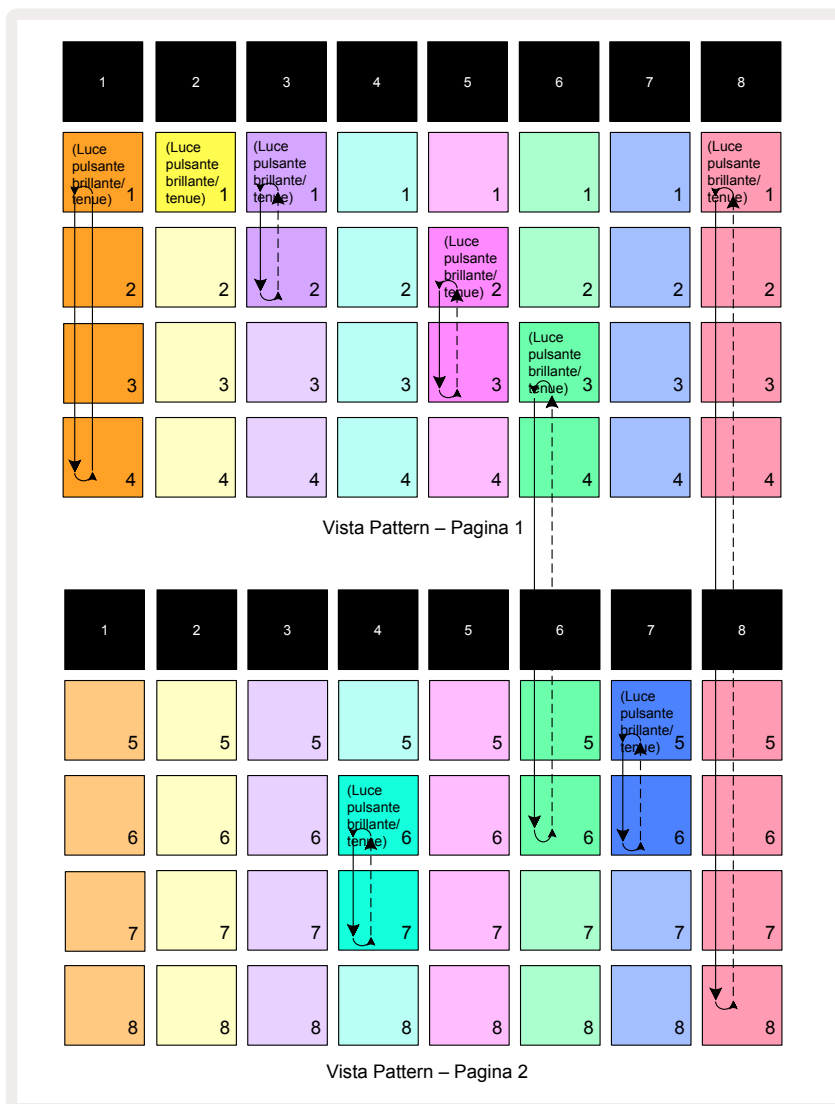 1 2 3 4 5 6 7 8
(Luce
pulsante
brillante/
tenue) 1
(Luce
pulsante
brillante/
tenue) 1
(Luce
pulsante
brillante/
tenue) 1
1
1
1
1
(Luce
pulsante
brillante/
tenue) 1
2 2 2 2
(Luce
pulsante
brillante/
tenue) 2
2 2 2
3 3 3 3 3
(Luce
pulsante
brillante/
tenue) 3
3 3
4 4 4 4 4 4 4 4
Vista Pattern – Pagina 1
1 2 3 4 5 6 7 8
5 5 5 5 5 5
(Luce
pulsante
brillante/
tenue) 5
5
6 6 6
(Luce
pulsante
brillante/
tenue) 6
6 6 6 6
7 7 7 7 7 7 7 7
8 8 8 8 8 8 8 8
Vista Pattern – Pagina 2